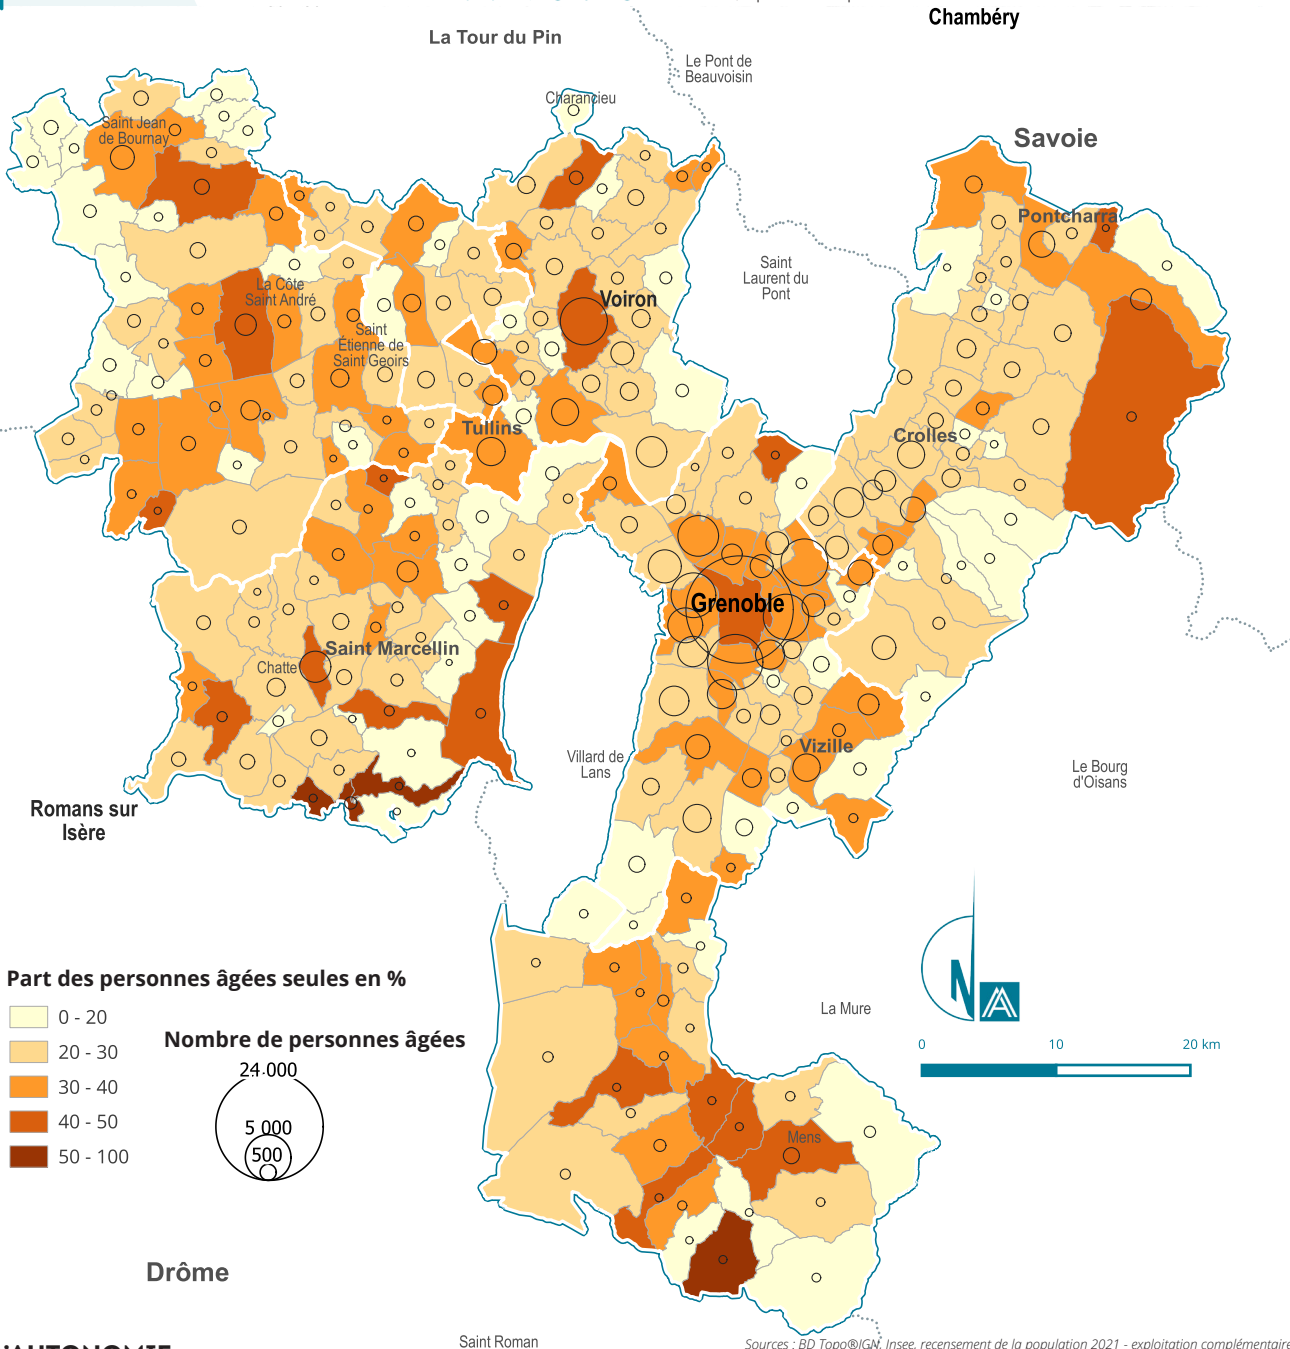 Chambéry
La Tour du Pin
Le Pont de
Beauvoisin
Charancieu
Saint Jean
de Bournay
Savoie
Pontcharra
Saint
Laurent du
Pont
La Côte
Saint André
Voiron
Saint
Étienne de
Saint Geoirs
Tullins
Crolles
Grenoble
Saint Marcellin
Chatte
Vizille
Villard de
Lans
Le Bourg
d'Oisans
Romans sur
Isère
Part des personnes âgées seules en %
0 - 20
20 - 30
30 - 40
40 - 50
50 - 100
Nombre de personnes âgées
24 000
5 000
500
N
La Mure
0 10 20 km
Mens
Drôme
Saint Roman
Sources : BD Topo®IGN, Insee, recensement de la population 2021 - exploitation complémentaire